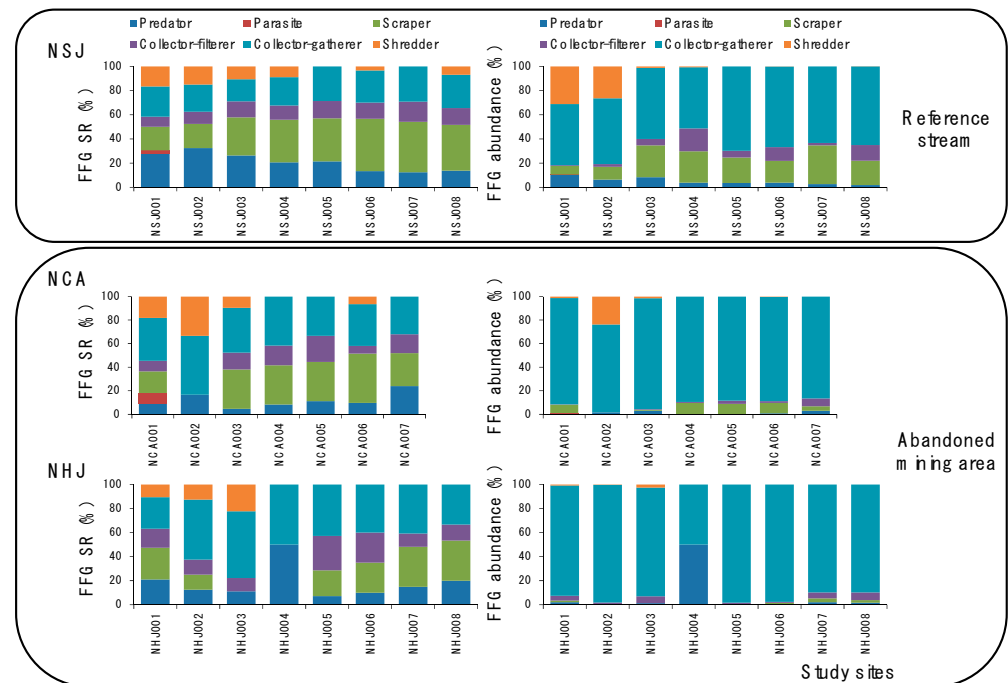 Predator Parasite Scraper
Collector-filterer Collector-gatherer Shredder
Predator Parasite Scraper
Collector-filterer Collector-gatherer Shredder
NSJ
FFG SR (%)
100
80
60
40
20
0
NSJ001 NSJ002 NSJ003 NSJ004 NSJ005 NSJ006 NSJ007 NSJ008
FFG abundance (%)
100
80
60
40
20
0
NSJ001 NSJ002 NSJ003 NSJ004 NSJ005 NSJ006 NSJ007 NSJ008
Reference
stream
NCA
FFG SR (%)
100
80
60
40
20
0
NCA001 NCA002 NCA003 NCA004 NCA005 NCA006 NCA007
FFG abundance (%)
100
80
60
40
20
0
NCA001 NCA002 NCA003 NCA004 NCA005 NCA006 NCA007
Abandoned
mining area
NHJ
FFG SR (%)
100
80
60
40
20
0
NHJ001 NHJ002 NHJ003 NHJ004 NHJ005 NHJ006 NHJ007 NHJ008
FFG abundance (%)
100
80
60
40
20
0
NHJ001 NHJ002 NHJ003 NHJ004 NHJ005 NHJ006 NHJ007 NHJ008
Study sites